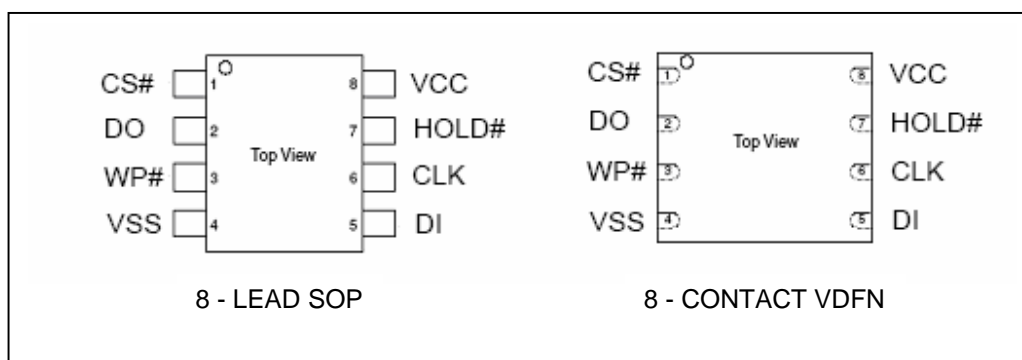 CS# 1 8 VCC
DO 2 7 HOLD#
Top View
WP# 3 6 CLK
VSS 4 5 DI
8 - LEAD SOP
CS# 1 8 VCC
DO 2 7 HOLD#
Top View
WP# 3 6 CLK
VSS 4 5 DI
8 - CONTACT VDFN